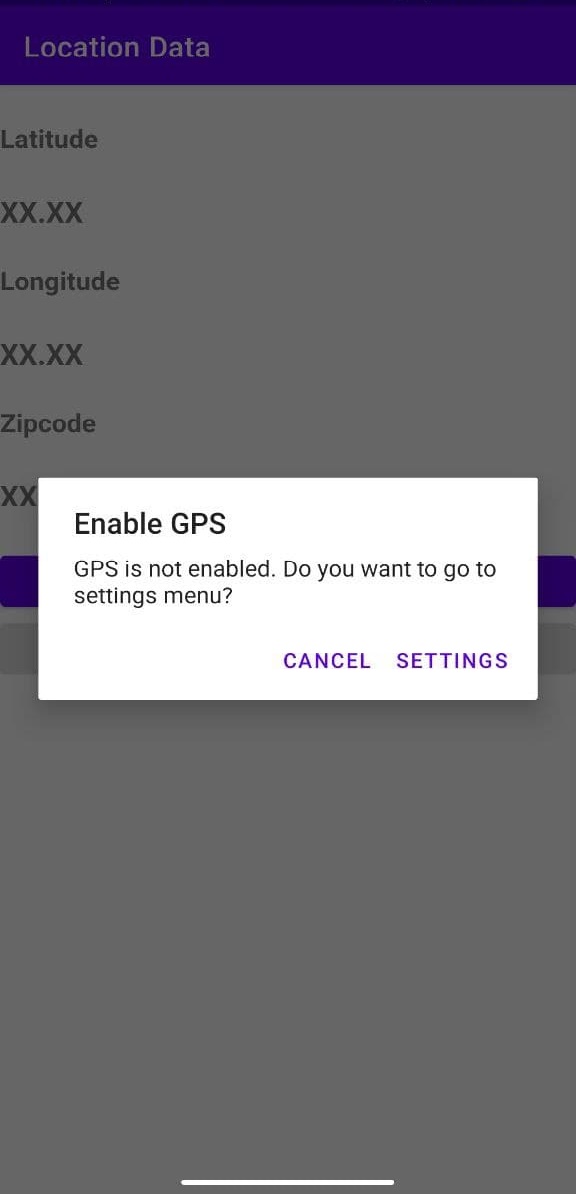 Location Data
Latitude
XX.XX
Longitude
XX.XX
Zipcode
XX
Enable GPS
GPS is not enabled. Do you want to go to
settings menu?
CANCEL SETTINGS